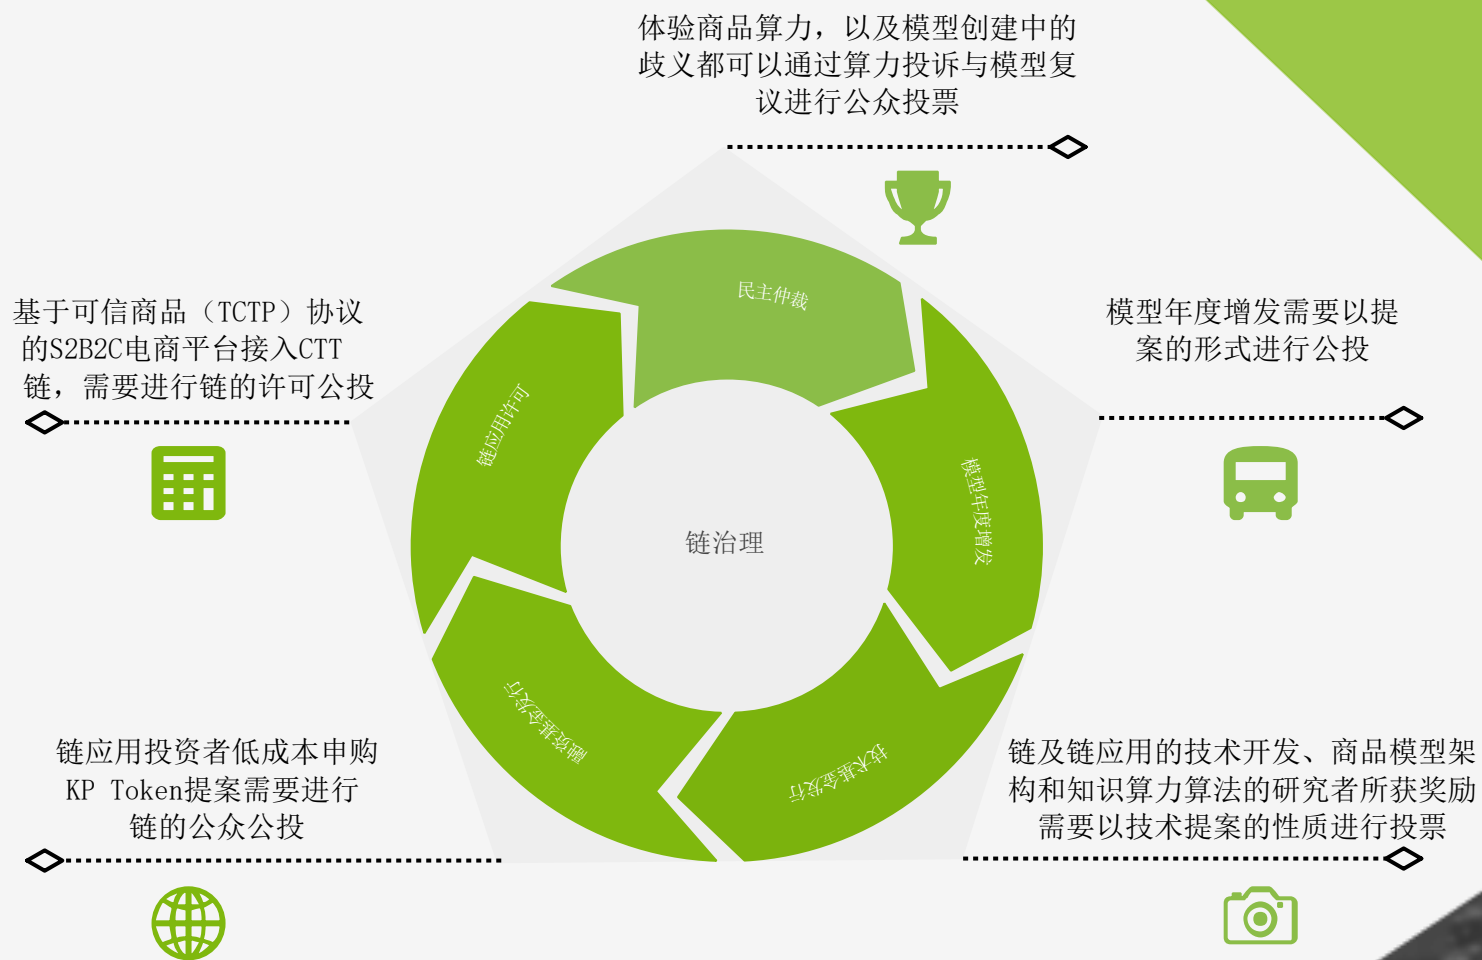 体验商品算力，以及模型创建中的
歧义都可以通过算力投诉与模型复
议进行公众投票
基于可信商品（TCTP）协议
的S2B2C电商平台接入CTT
链，需要进行链的许可公投
模型年度增发需要以提
案的形式进行公投
民主仲裁
链应用许可
模型年度增发
链治理
融资基金发行
技术基金发行
链应用投资者低成本申购
KP Token提案需要进行
链的公众公投
链及链应用的技术开发、商品模型架
构和知识算力算法的研究者所获奖励
需要以技术提案的性质进行投票